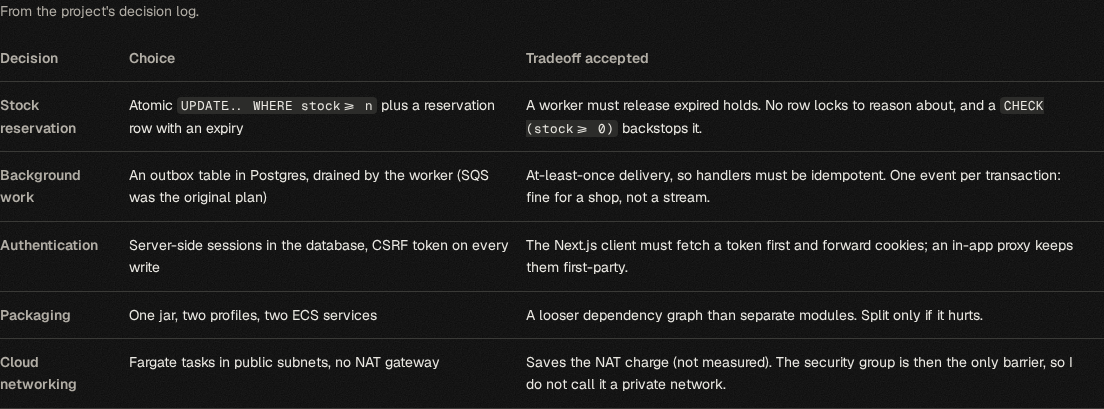 From the project's decision log.
Decision Choice Tradeoff accepted
Stock reservation Atomic UPDATE.. WHERE stock >= n plus a reservation row with an expiry A worker must release expired holds. No row locks to reason about, and a CHECK (stock >= 0) backstops it.
Background work An outbox table in Postgres, drained by the worker (SQS was the original plan) At-least-once delivery, so handlers must be idempotent. One event per transaction: fine for a shop, not a stream.
Authentication Server-side sessions in the database, CSRF token on every write The Next.js client must fetch a token first and forward cookies; an in-app proxy keeps them first-party.
Packaging One jar, two profiles, two ECS services A looser dependency graph than separate modules. Split only if it hurts.
Cloud networking Fargate tasks in public subnets, no NAT gateway Saves the NAT charge (not measured). The security group is then the only barrier, so I do not call it a private network.